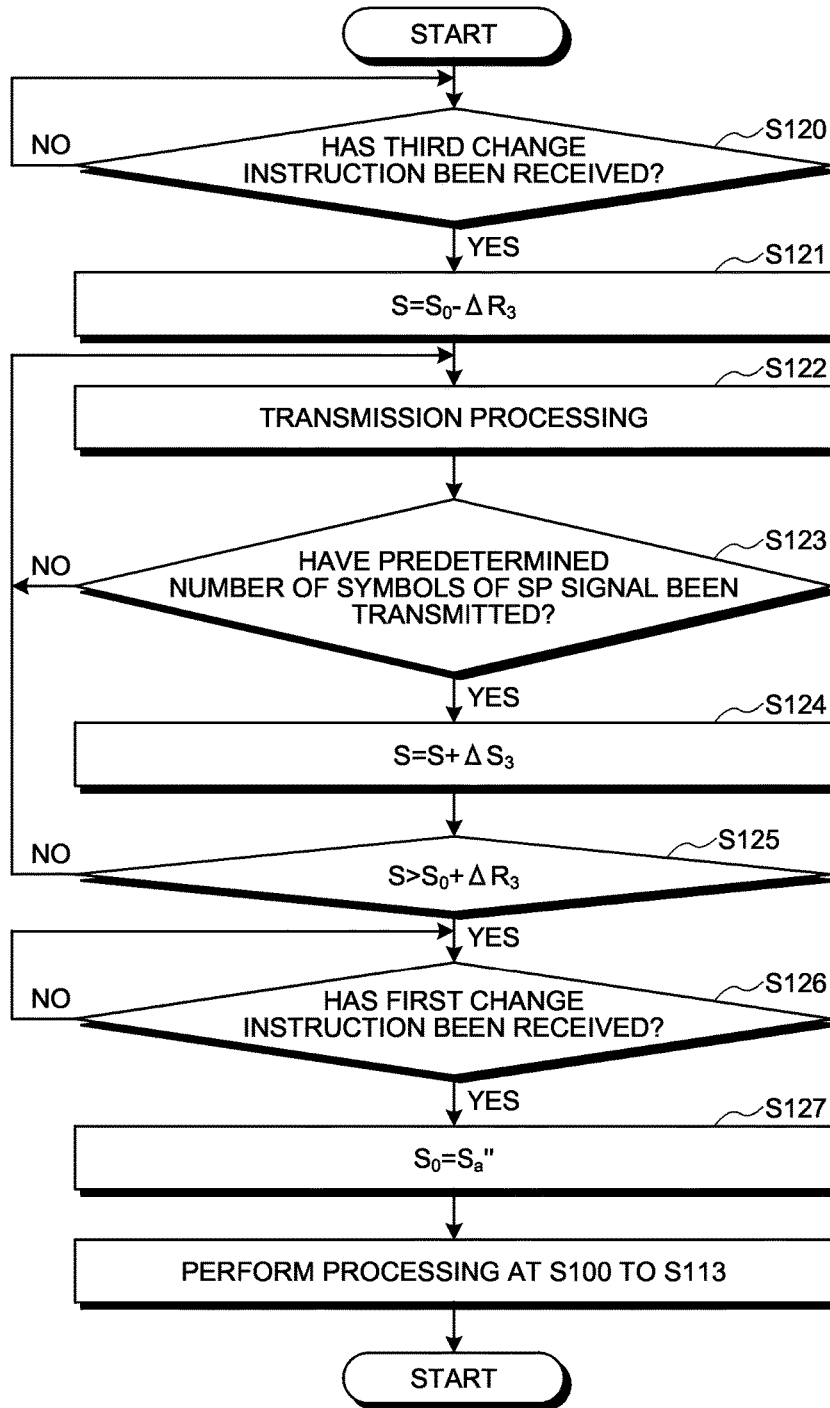 START
S120
NO
HAS THIRD CHANGE
INSTRUCTION BEEN RECEIVED?
YES
S121
S=S₀-ΔR₃
S122
TRANSMISSION PROCESSING
S123
NO
HAVE PREDETERMINED
NUMBER OF SYMBOLS OF SP SIGNAL BEEN
TRANSMITTED?
YES
S124
S=S+ΔS₃
S125
NO
S>S₀+ΔR₃
YES
S126
NO
HAS FIRST CHANGE
INSTRUCTION BEEN RECEIVED?
YES
S127
S₀=Sₐ"
PERFORM PROCESSING AT S100 TO S113
START